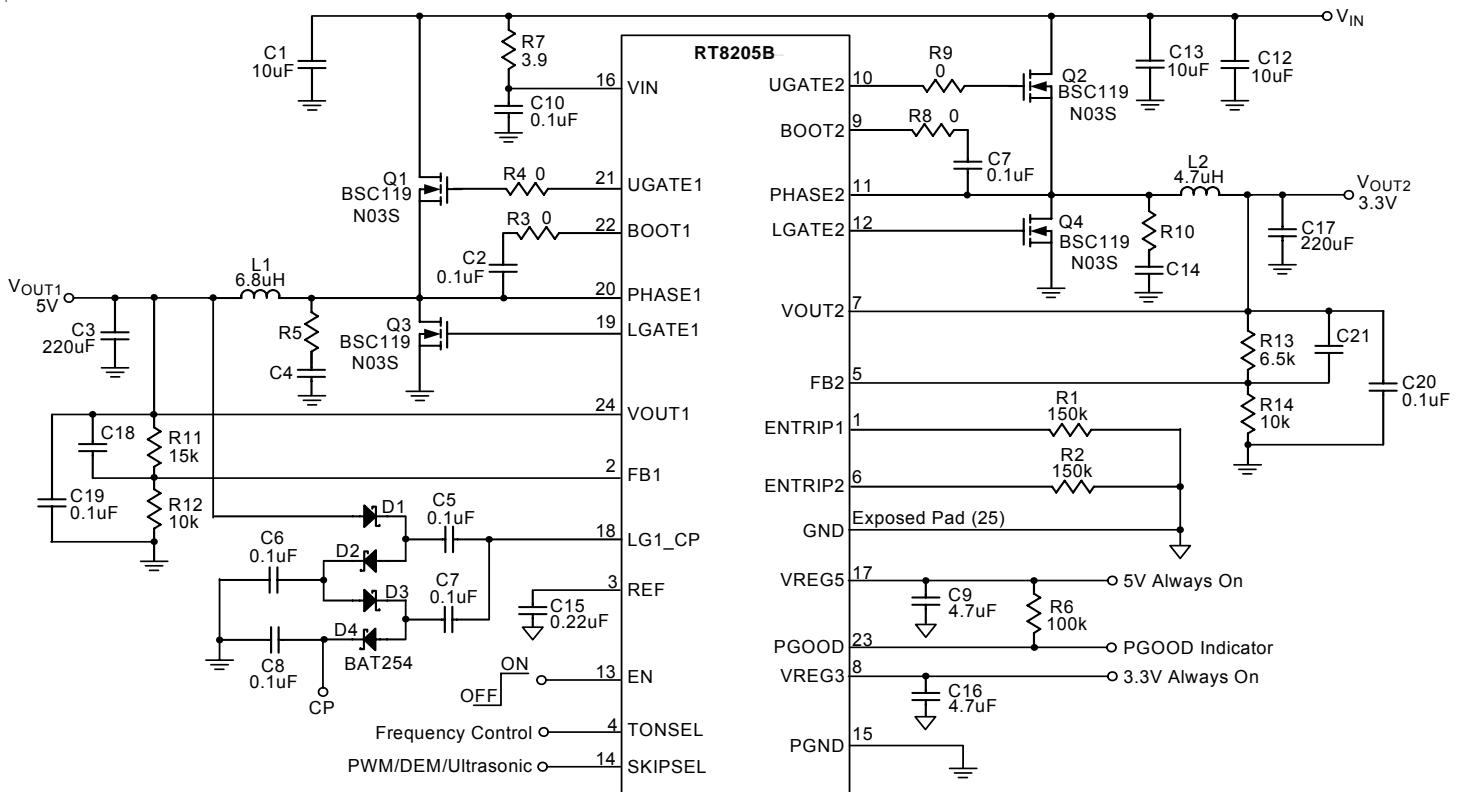 RT8205B
C1
10uF
R7
3.9
C10
0.1uF
16 VIN
Q1
BSC119
N03S
R4 0
21 UGATE1
R3 0
22 BOOT1
C2
0.1uF
L1
6.8uH
VOUT1
5V
20 PHASE1
C3
220uF
R5
C4
Q3
BSC119
N03S
19 LGATE1
24 VOUT1
C18
R11
15k
2 FB1
C19
0.1uF
R12
10k
D1
C5
0.1uF
18 LG1_CP
D2
C6
0.1uF
D3
C7
0.1uF
3 REF
C15
0.22uF
D4
BAT254
C8
0.1uF
CP
ON
OFF
13 EN
Frequency Control
4 TONSEL
PWM/DEM/Ultrasonic
14 SKIPSEL
VIN
C13
10uF
C12
10uF
UGATE2 10
R9
0
Q2
BSC119
N03S
BOOT2 9
R8 0
C7
0.1uF
L2
4.7uH
PHASE2 11
VOUT2
3.3V
LGATE2 12
Q4
BSC119
N03S
R10
C14
C17
220uF
VOUT2 7
R13
6.5k
C21
FB2 5
C20
0.1uF
R14
10k
ENTRIP1 1
R1
150k
ENTRIP2 6
R2
150k
GND Exposed Pad (25)
VREG5 17
5V Always On
C9
4.7uF
R6
100k
PGOOD 23
PGOOD Indicator
VREG3 8
3.3V Always On
C16
4.7uF
PGND 15